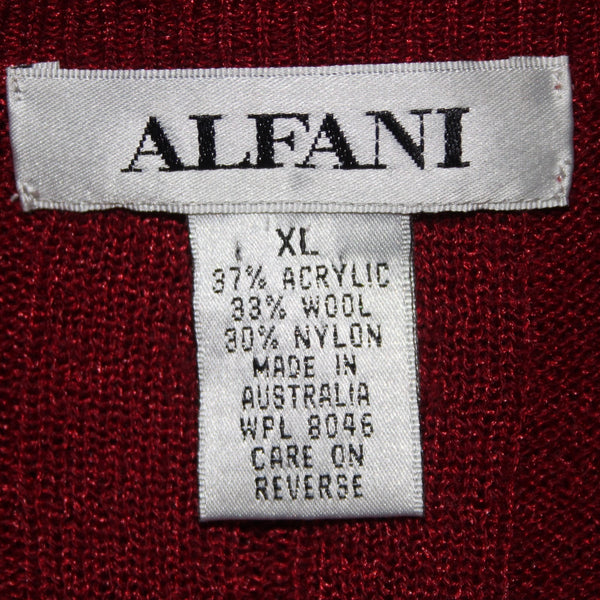 ALFANI
XL
37% ACRYLIC
33% WOOL
30% NYLON
MADE IN
AUSTRALIA
WPL 8046
CARE ON
REVERSE